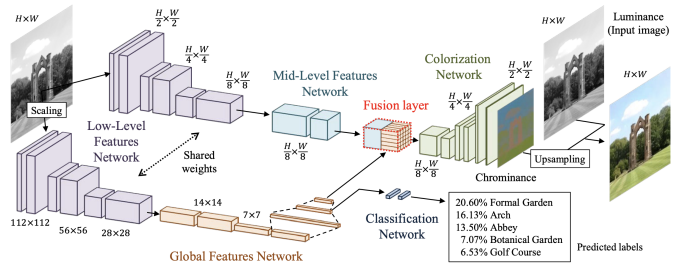 H×W
Scaling
H/2 × W/2
H/4 × W/4
H/8 × W/8
Low-Level
Features
Network
Shared
weights
112×112
56×56
28×28
14×14
7×7
Global Features Network
Mid-Level Features
Network
H/8 × W/8
Fusion layer
Colorization
Network
H/8 × W/8
H/4 × W/4
H/2 × W/2
Chrominance
H×W
Luminance
(Input image)
H×W
Upsampling
Classification
Network
20.60% Formal Garden
16.13% Arch
13.50% Abbey
7.07% Botanical Garden
6.53% Golf Course
Predicted labels